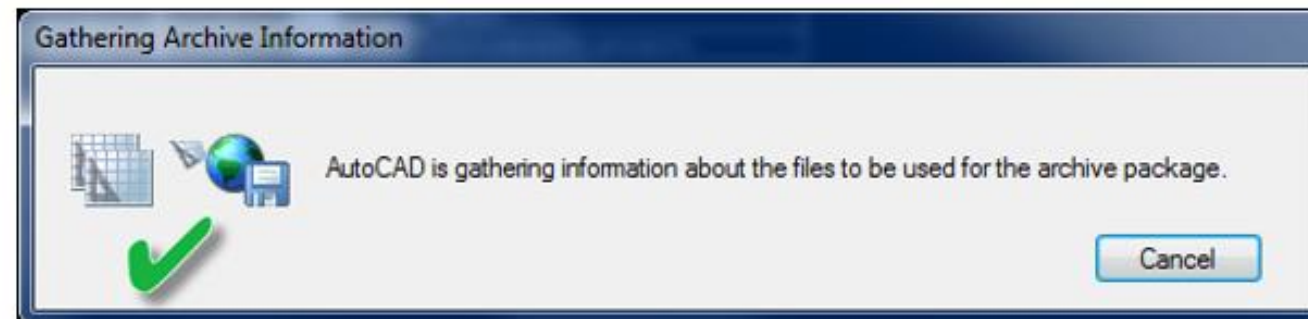 Gathering Archive Information
AutoCAD is gathering information about the files to be used for the archive package.
Cancel